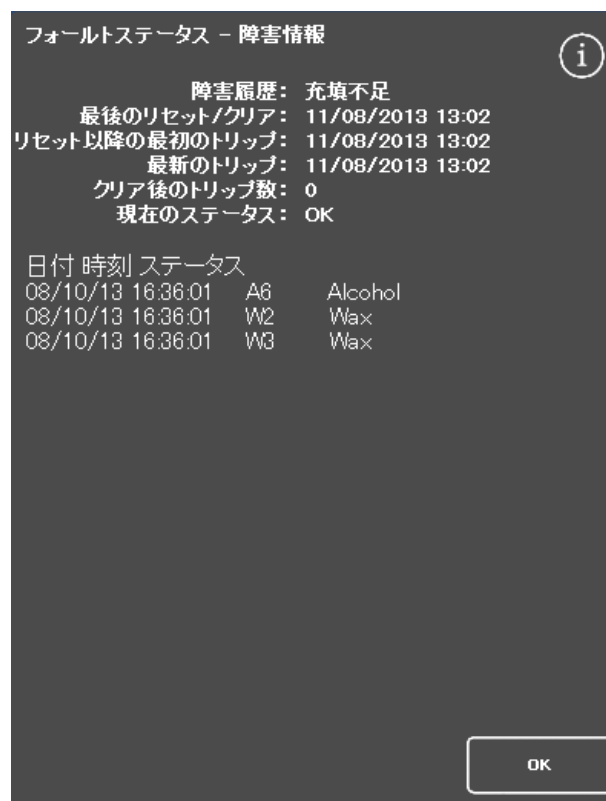 フォールトステータス - 障害情報
i
障害履歴: 充填不足
最後のリセット/クリア: 11/08/2013 13:02
リセット以降の最初のトリップ: 11/08/2013 13:02
最新のトリップ: 11/08/2013 13:02
クリア後のトリップ数: 0
現在のステータス: OK
日付 時刻 ステータス
08/10/13 16:36:01 A6 Alcohol
08/10/13 16:36:01 W2 Wax
08/10/13 16:36:01 W3 Wax
OK